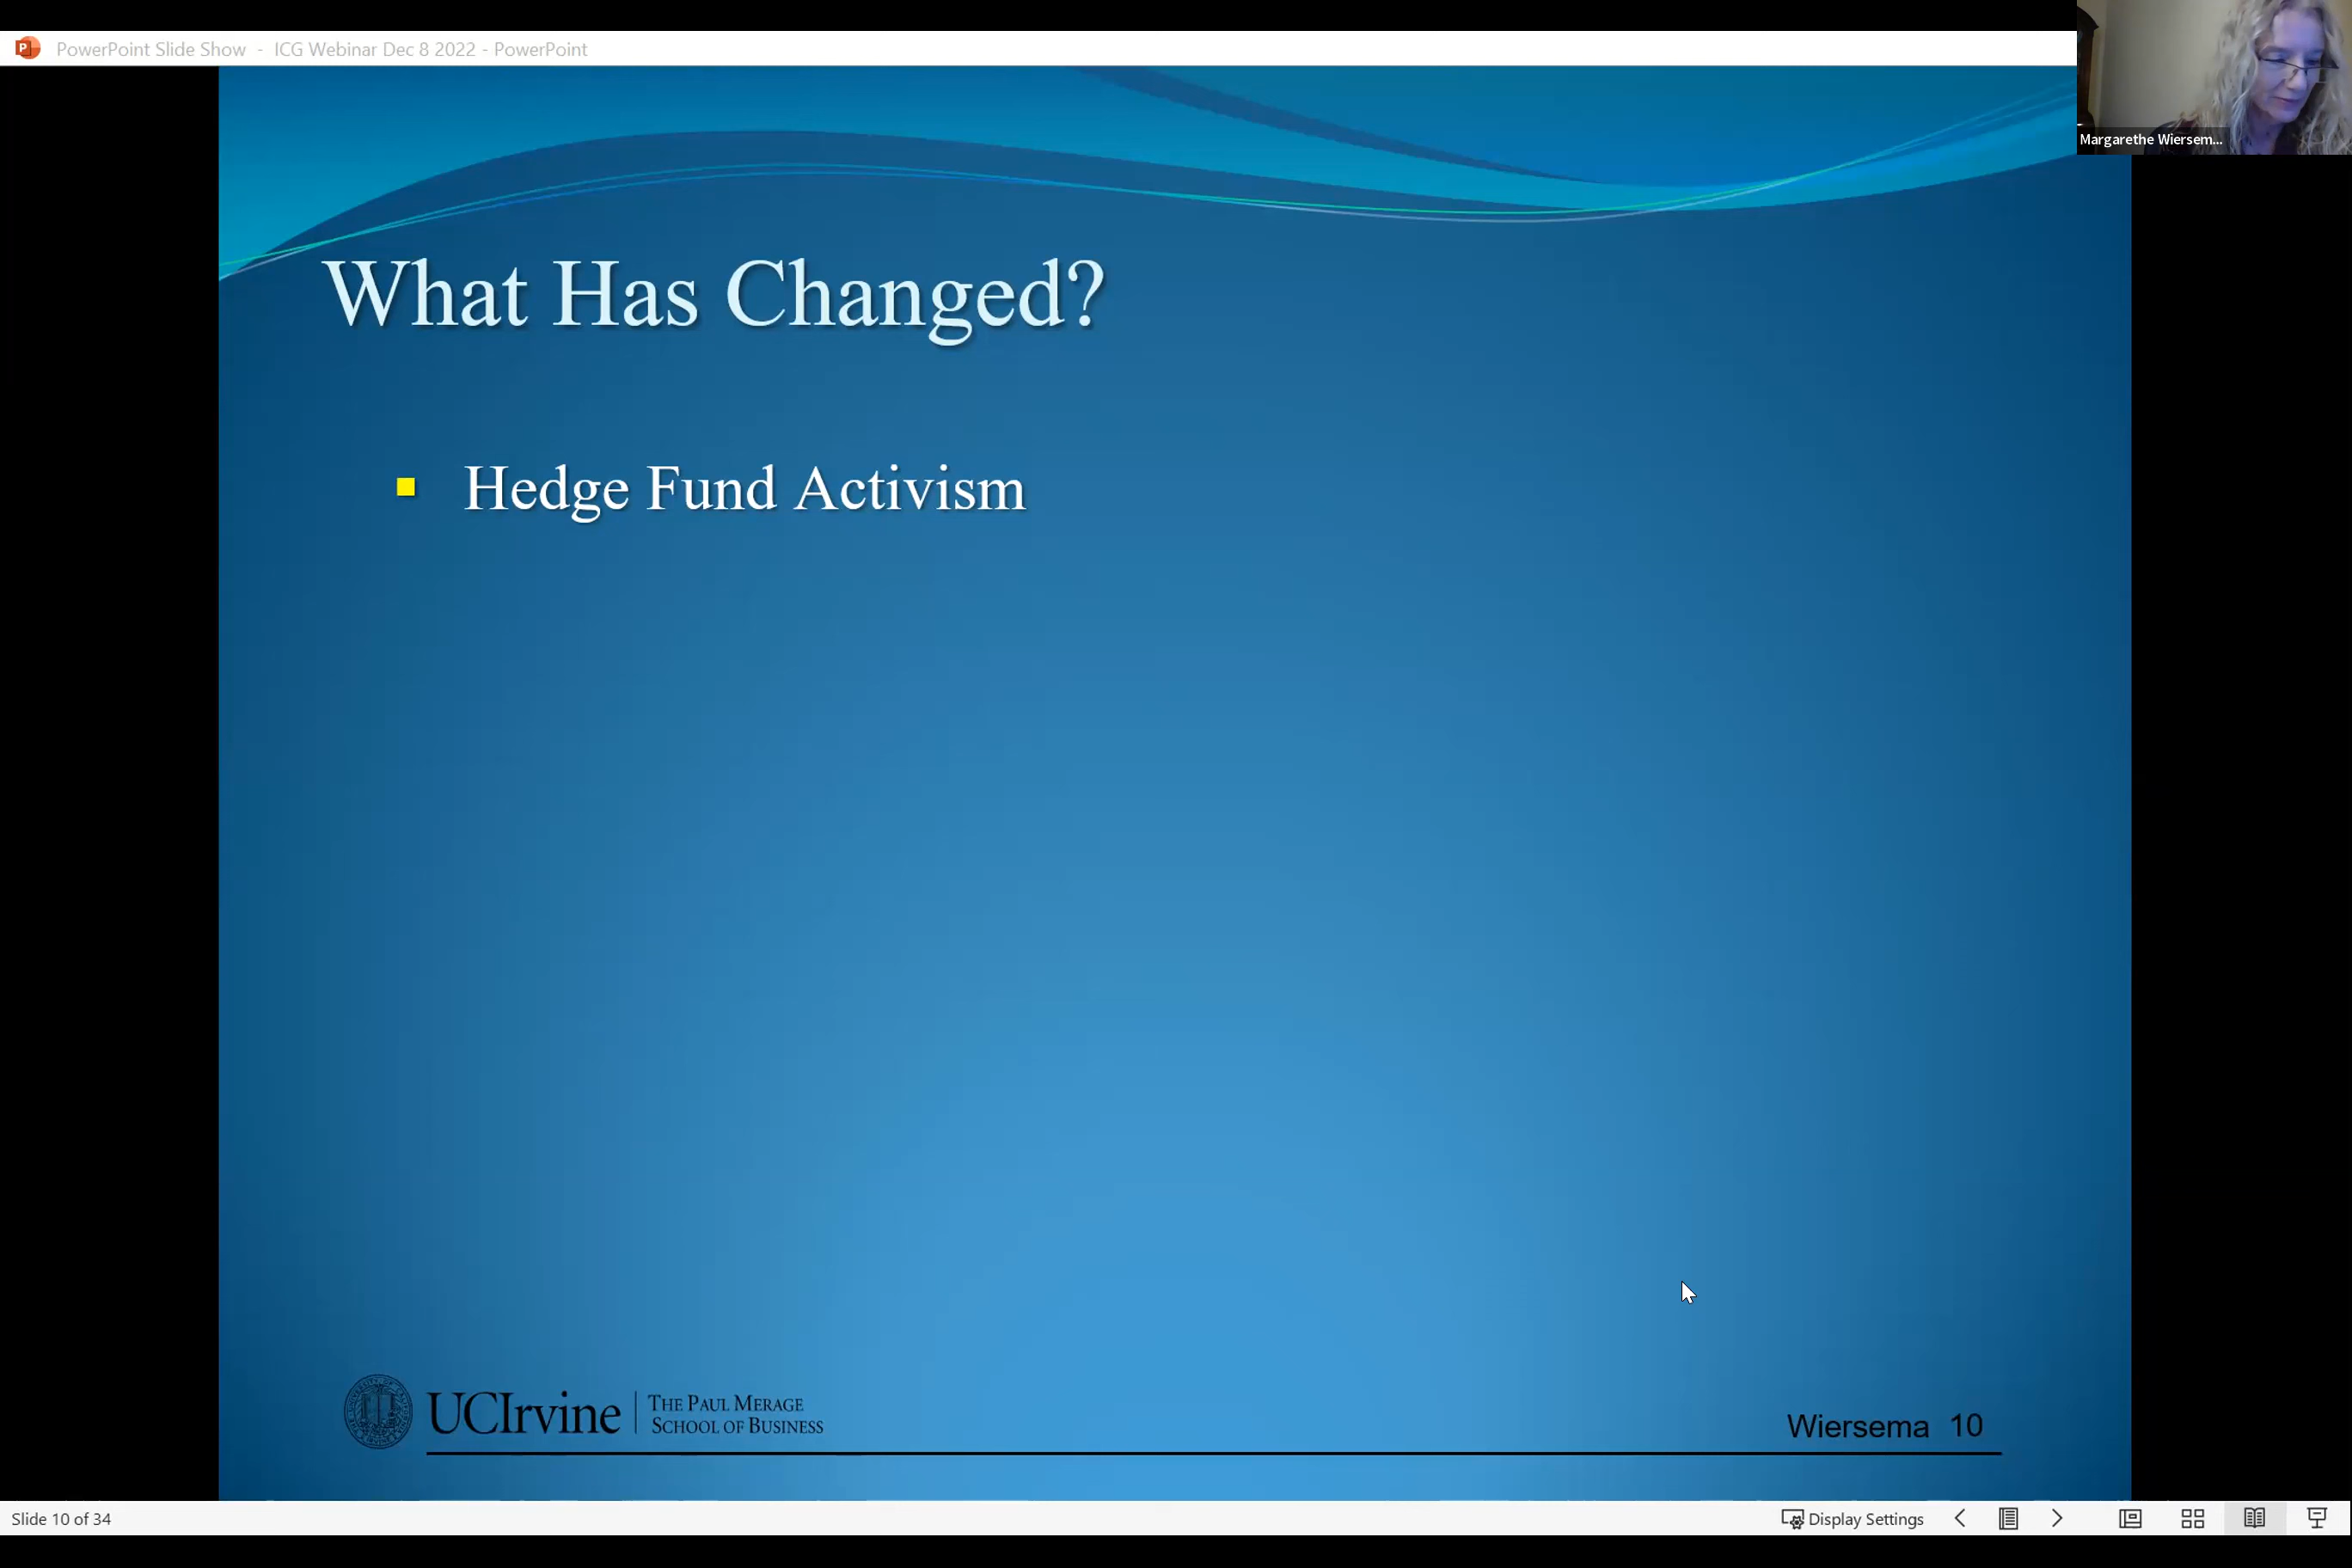 PowerPoint Slide Show - ICG Webinar Dec 8 2022 - PowerPoint
Margarethe Wiersem...
What Has Changed?
Hedge Fund Activism
UCIrvine
THE PAUL MERAGE
SCHOOL OF BUSINESS
Wiersema 10
Slide 10 of 34
Display Settings